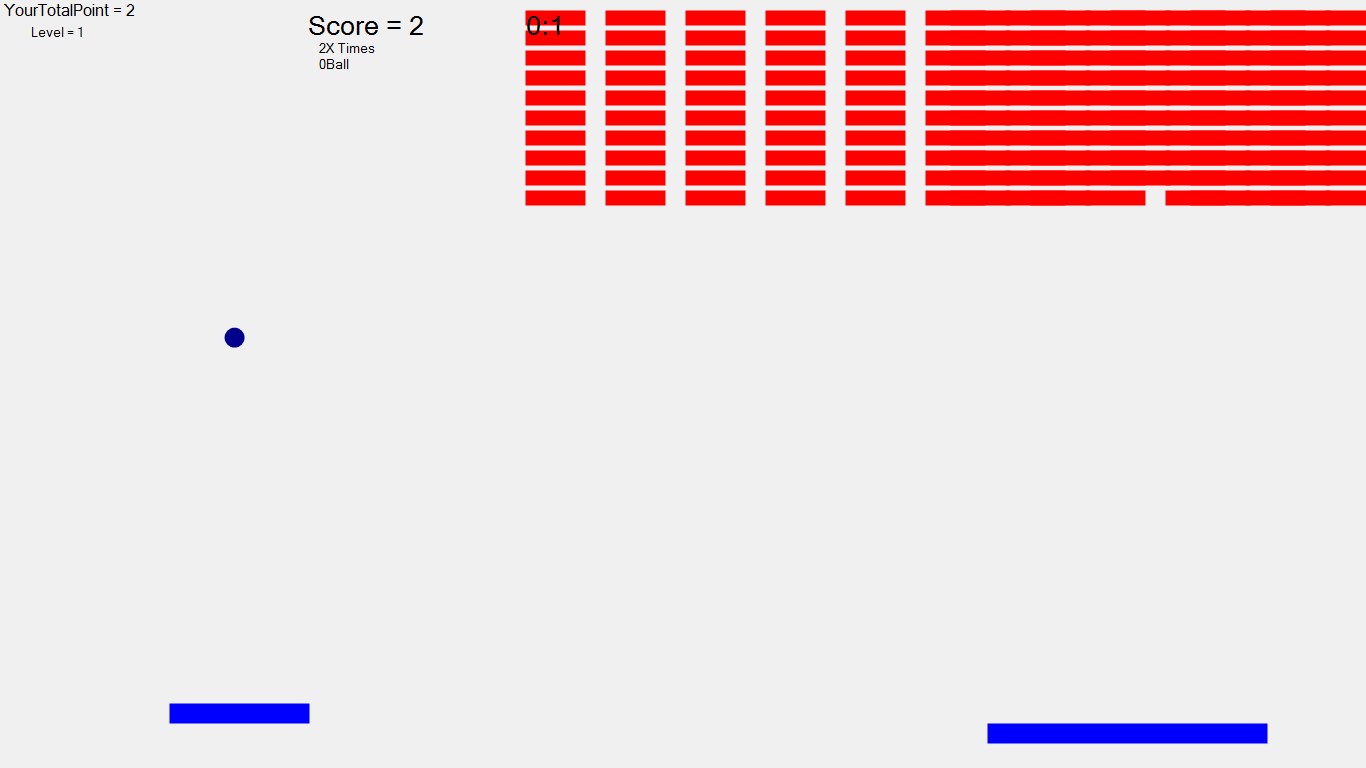 YourTotalPoint = 2
Level = 1
Score = 2
2X Times
0Ball
0:1